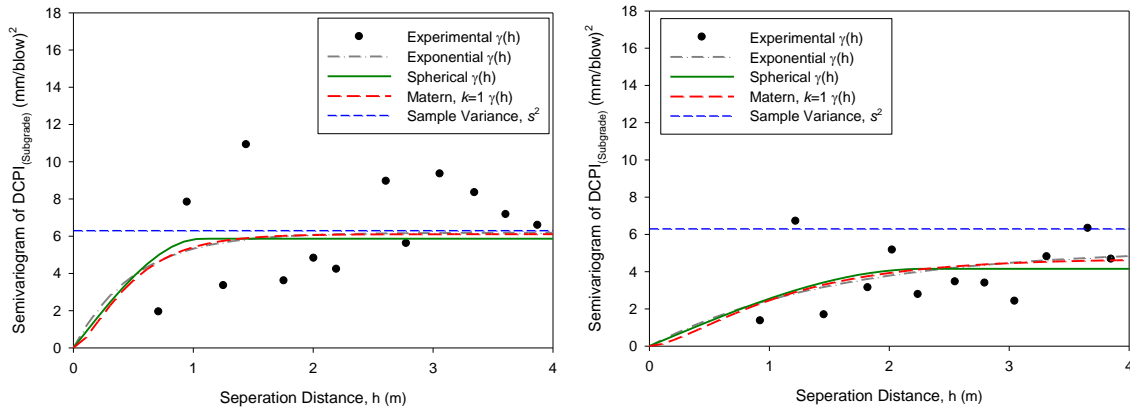 18
16
14
12
10
8
6
4
2
0
Semivariogram of DCPI(Subgrade) (mm/blow)2
Experimental γ(h)
Exponential γ(h)
Spherical γ(h)
Matern, k=1 γ(h)
Sample Variance, s2
0 1 2 3 4
Seperation Distance, h (m)
18
16
14
12
10
8
6
4
2
0
Semivariogram of DCPI(Subgrade) (mm/blow)2
Experimental γ(h)
Exponential γ(h)
Spherical γ(h)
Matern, k=1 γ(h)
Sample Variance, s2
0 1 2 3 4
Seperation Distance, h (m)